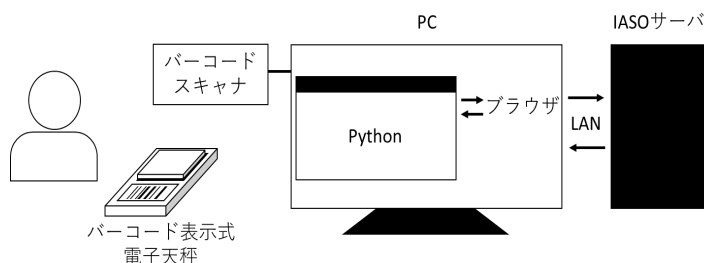 PC
IASOサーバ
バーコード
スキャナ
ブラウザ
Python
LAN
バーコード表示式
電子天秤